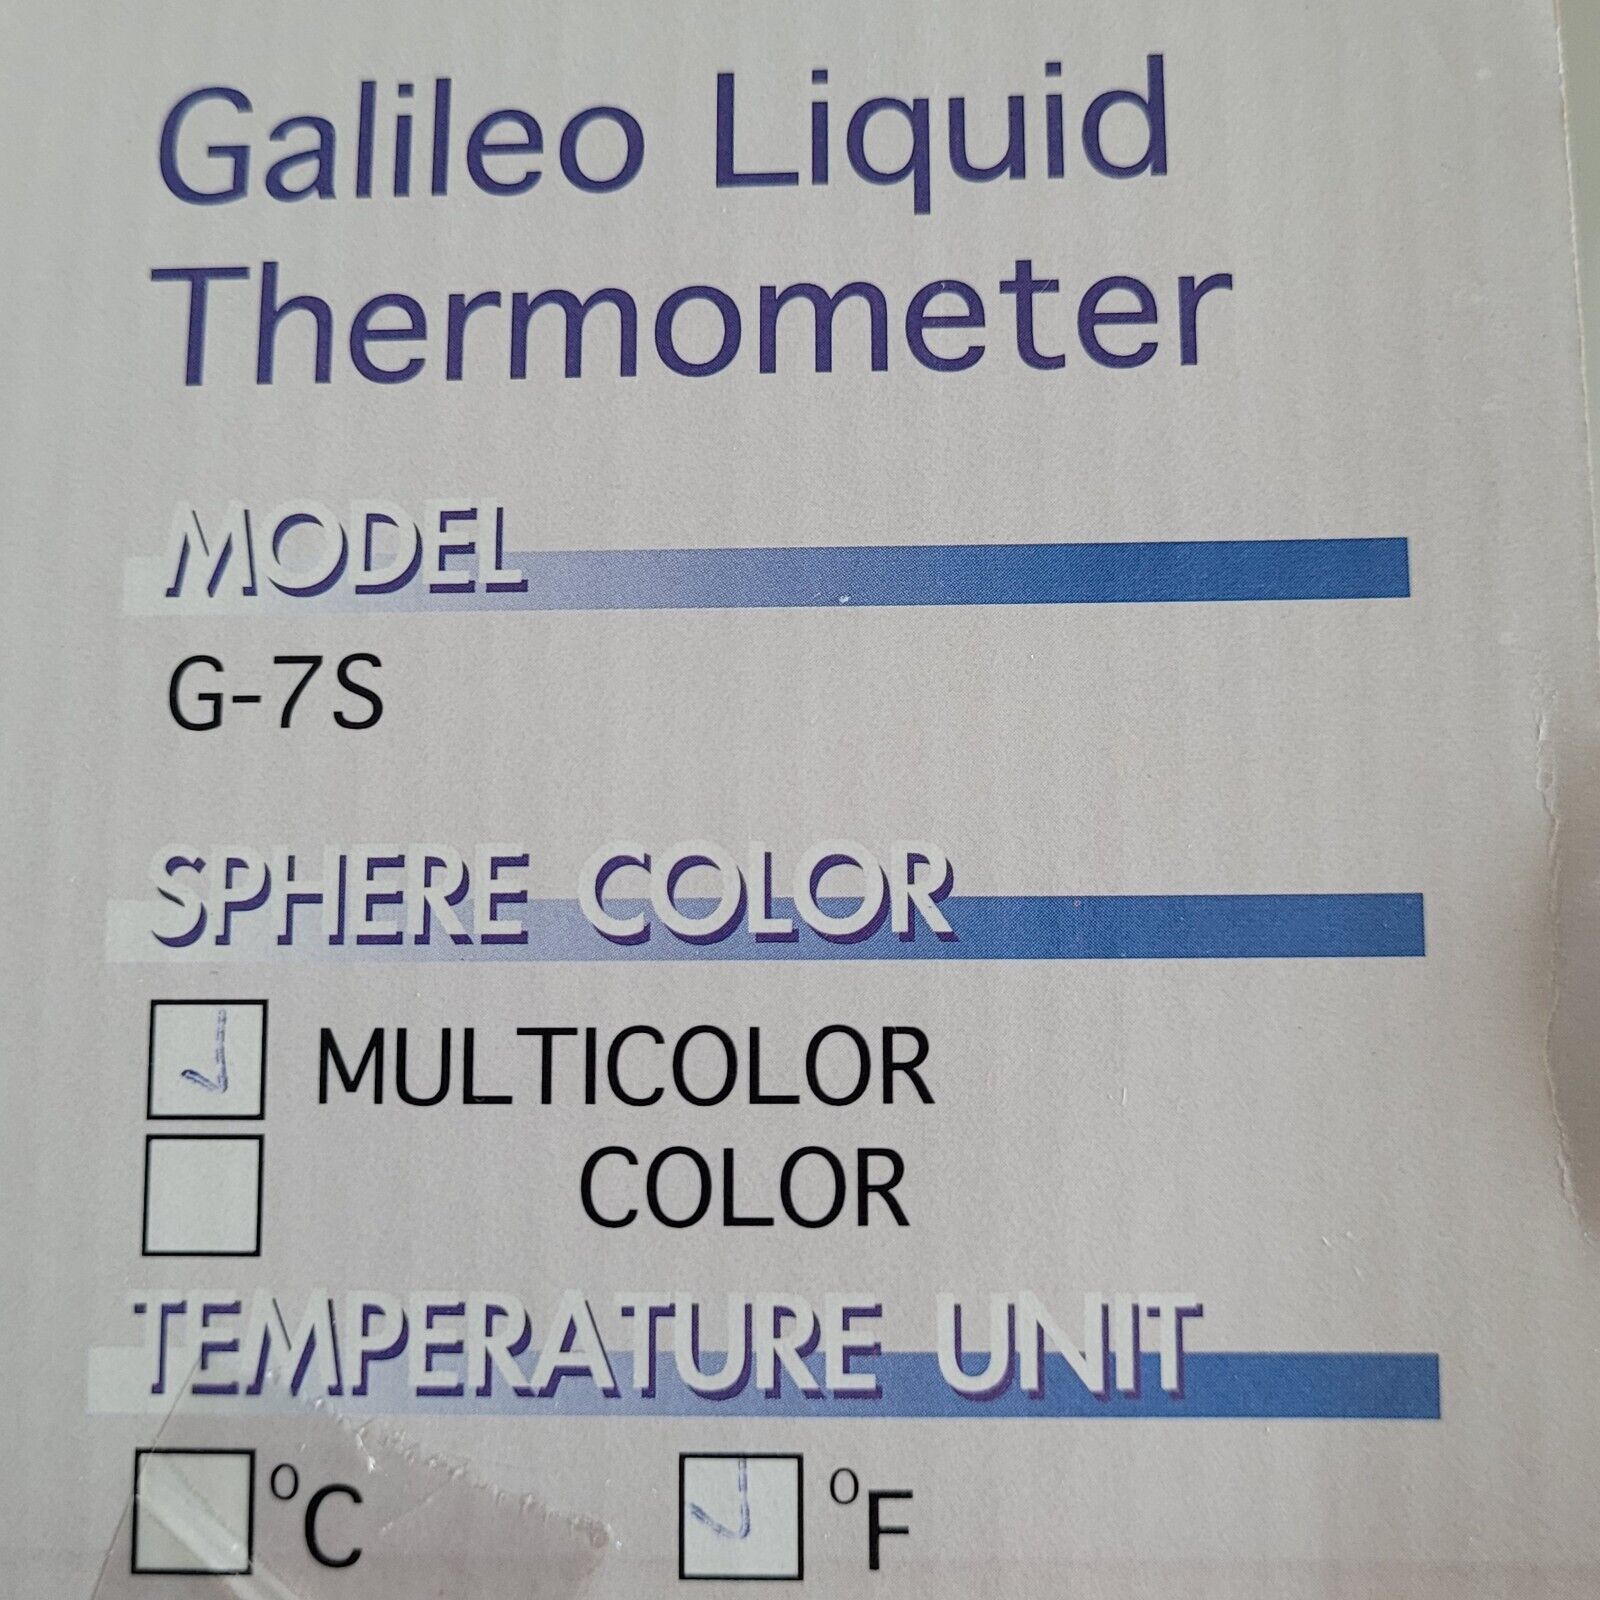 Galileo Liquid
Thermometer
MODEL
G-7S
SPHERE COLOR
MULTICOLOR
COLOR
TEMPERATURE UNIT
°C °F